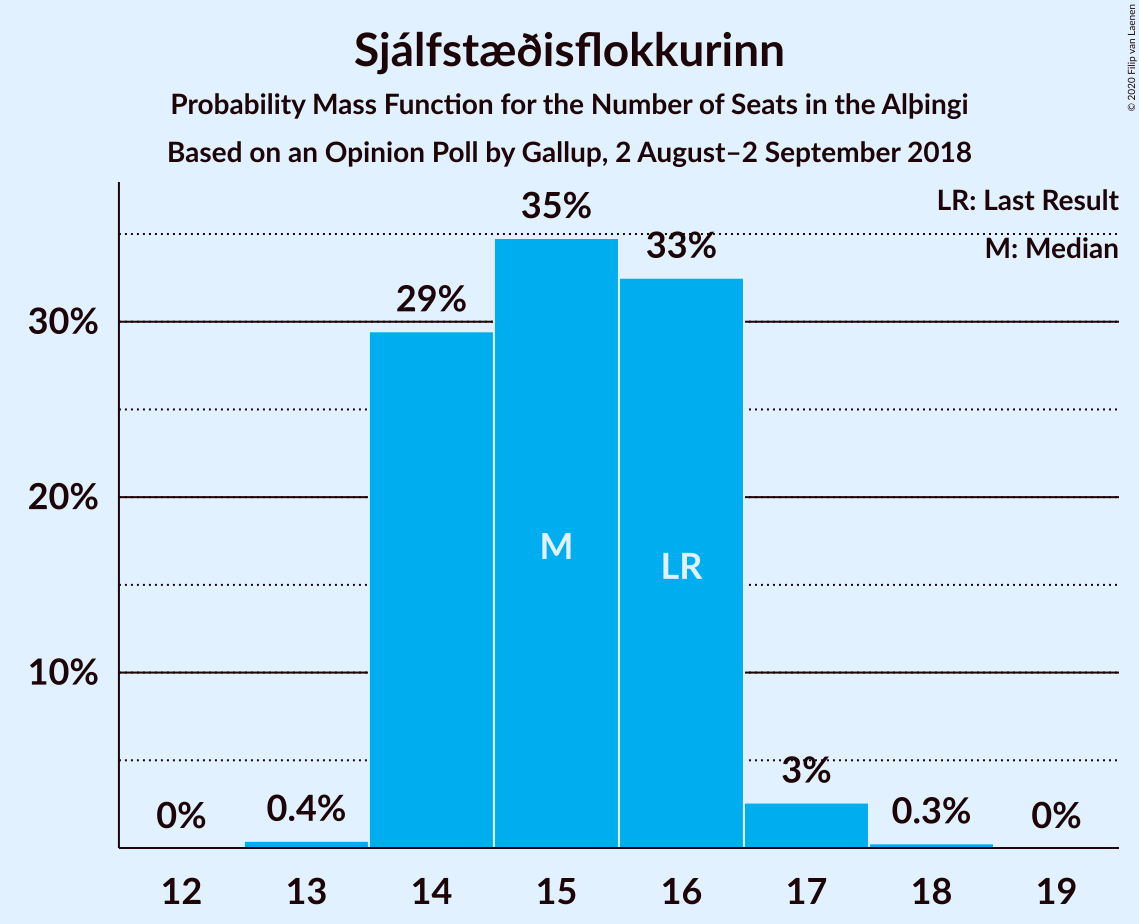 Sjálfstæðisflokkurinn
Probability Mass Function for the Number of Seats in the Alþingi
Based on an Opinion Poll by Gallup, 2 August–2 September 2018
© 2020 Filip van Laenen
LR: Last Result
M: Median
35%
33%
29%
30%
20%
M
LR
10%
3%
0%
0.4%
0.3%
0%
12 13 14 15 16 17 18 19